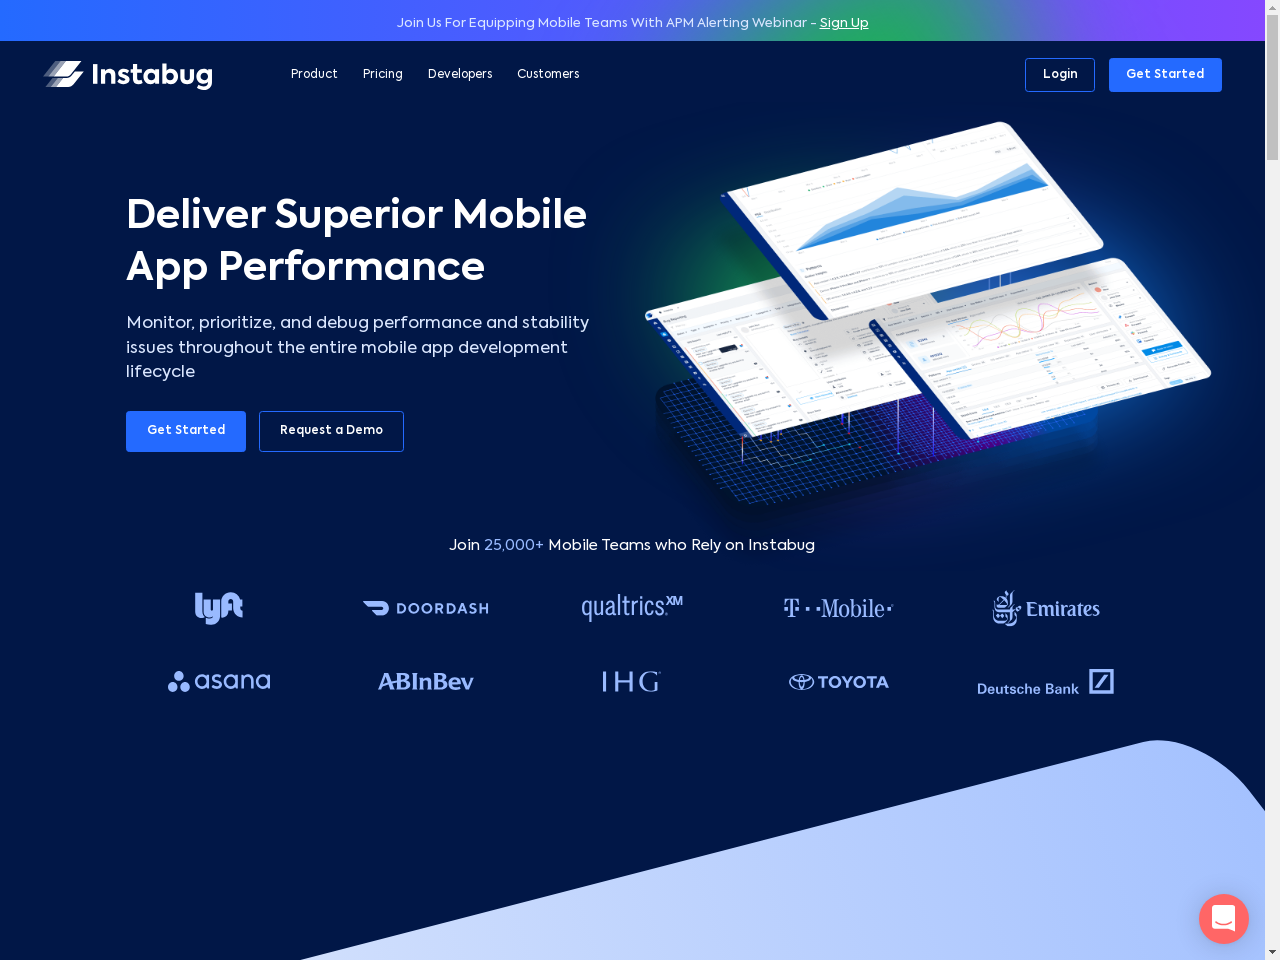 Join Us For Equipping Mobile Teams With APM Alerting Webinar - Sign Up
Instabug
Product
Pricing
Developers
Customers
Login
Get Started
Deliver Superior Mobile
App Performance
Monitor, prioritize, and debug performance and stability
issues throughout the entire mobile app development
lifecycle
Get Started
Request a Demo
Join 25,000+ Mobile Teams who Rely on Instabug
lyft
DOORDASH
qualtrics XM
T Mobile
Emirates
asana
ABInBev
IHG
TOYOTA
Deutsche Bank